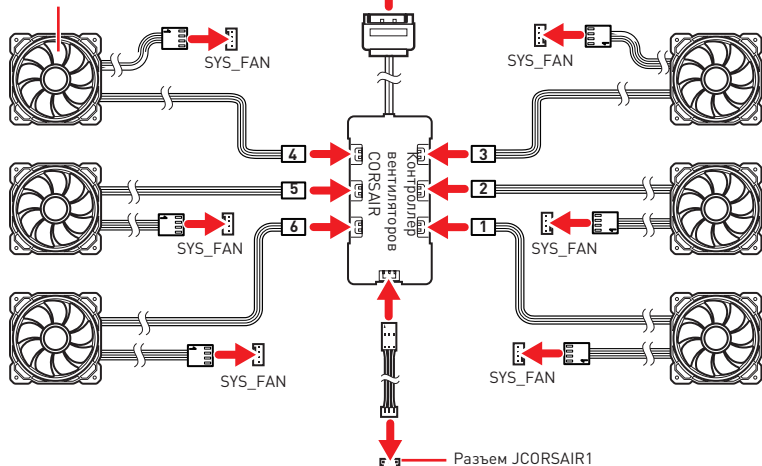 SYS_FAN
SYS_FAN
4
3
Контроллер
вентиляторов
CORSAIR
5
2
6
1
SYS_FAN
SYS_FAN
SYS_FAN
SYS_FAN
Разъем JCORSAIR1